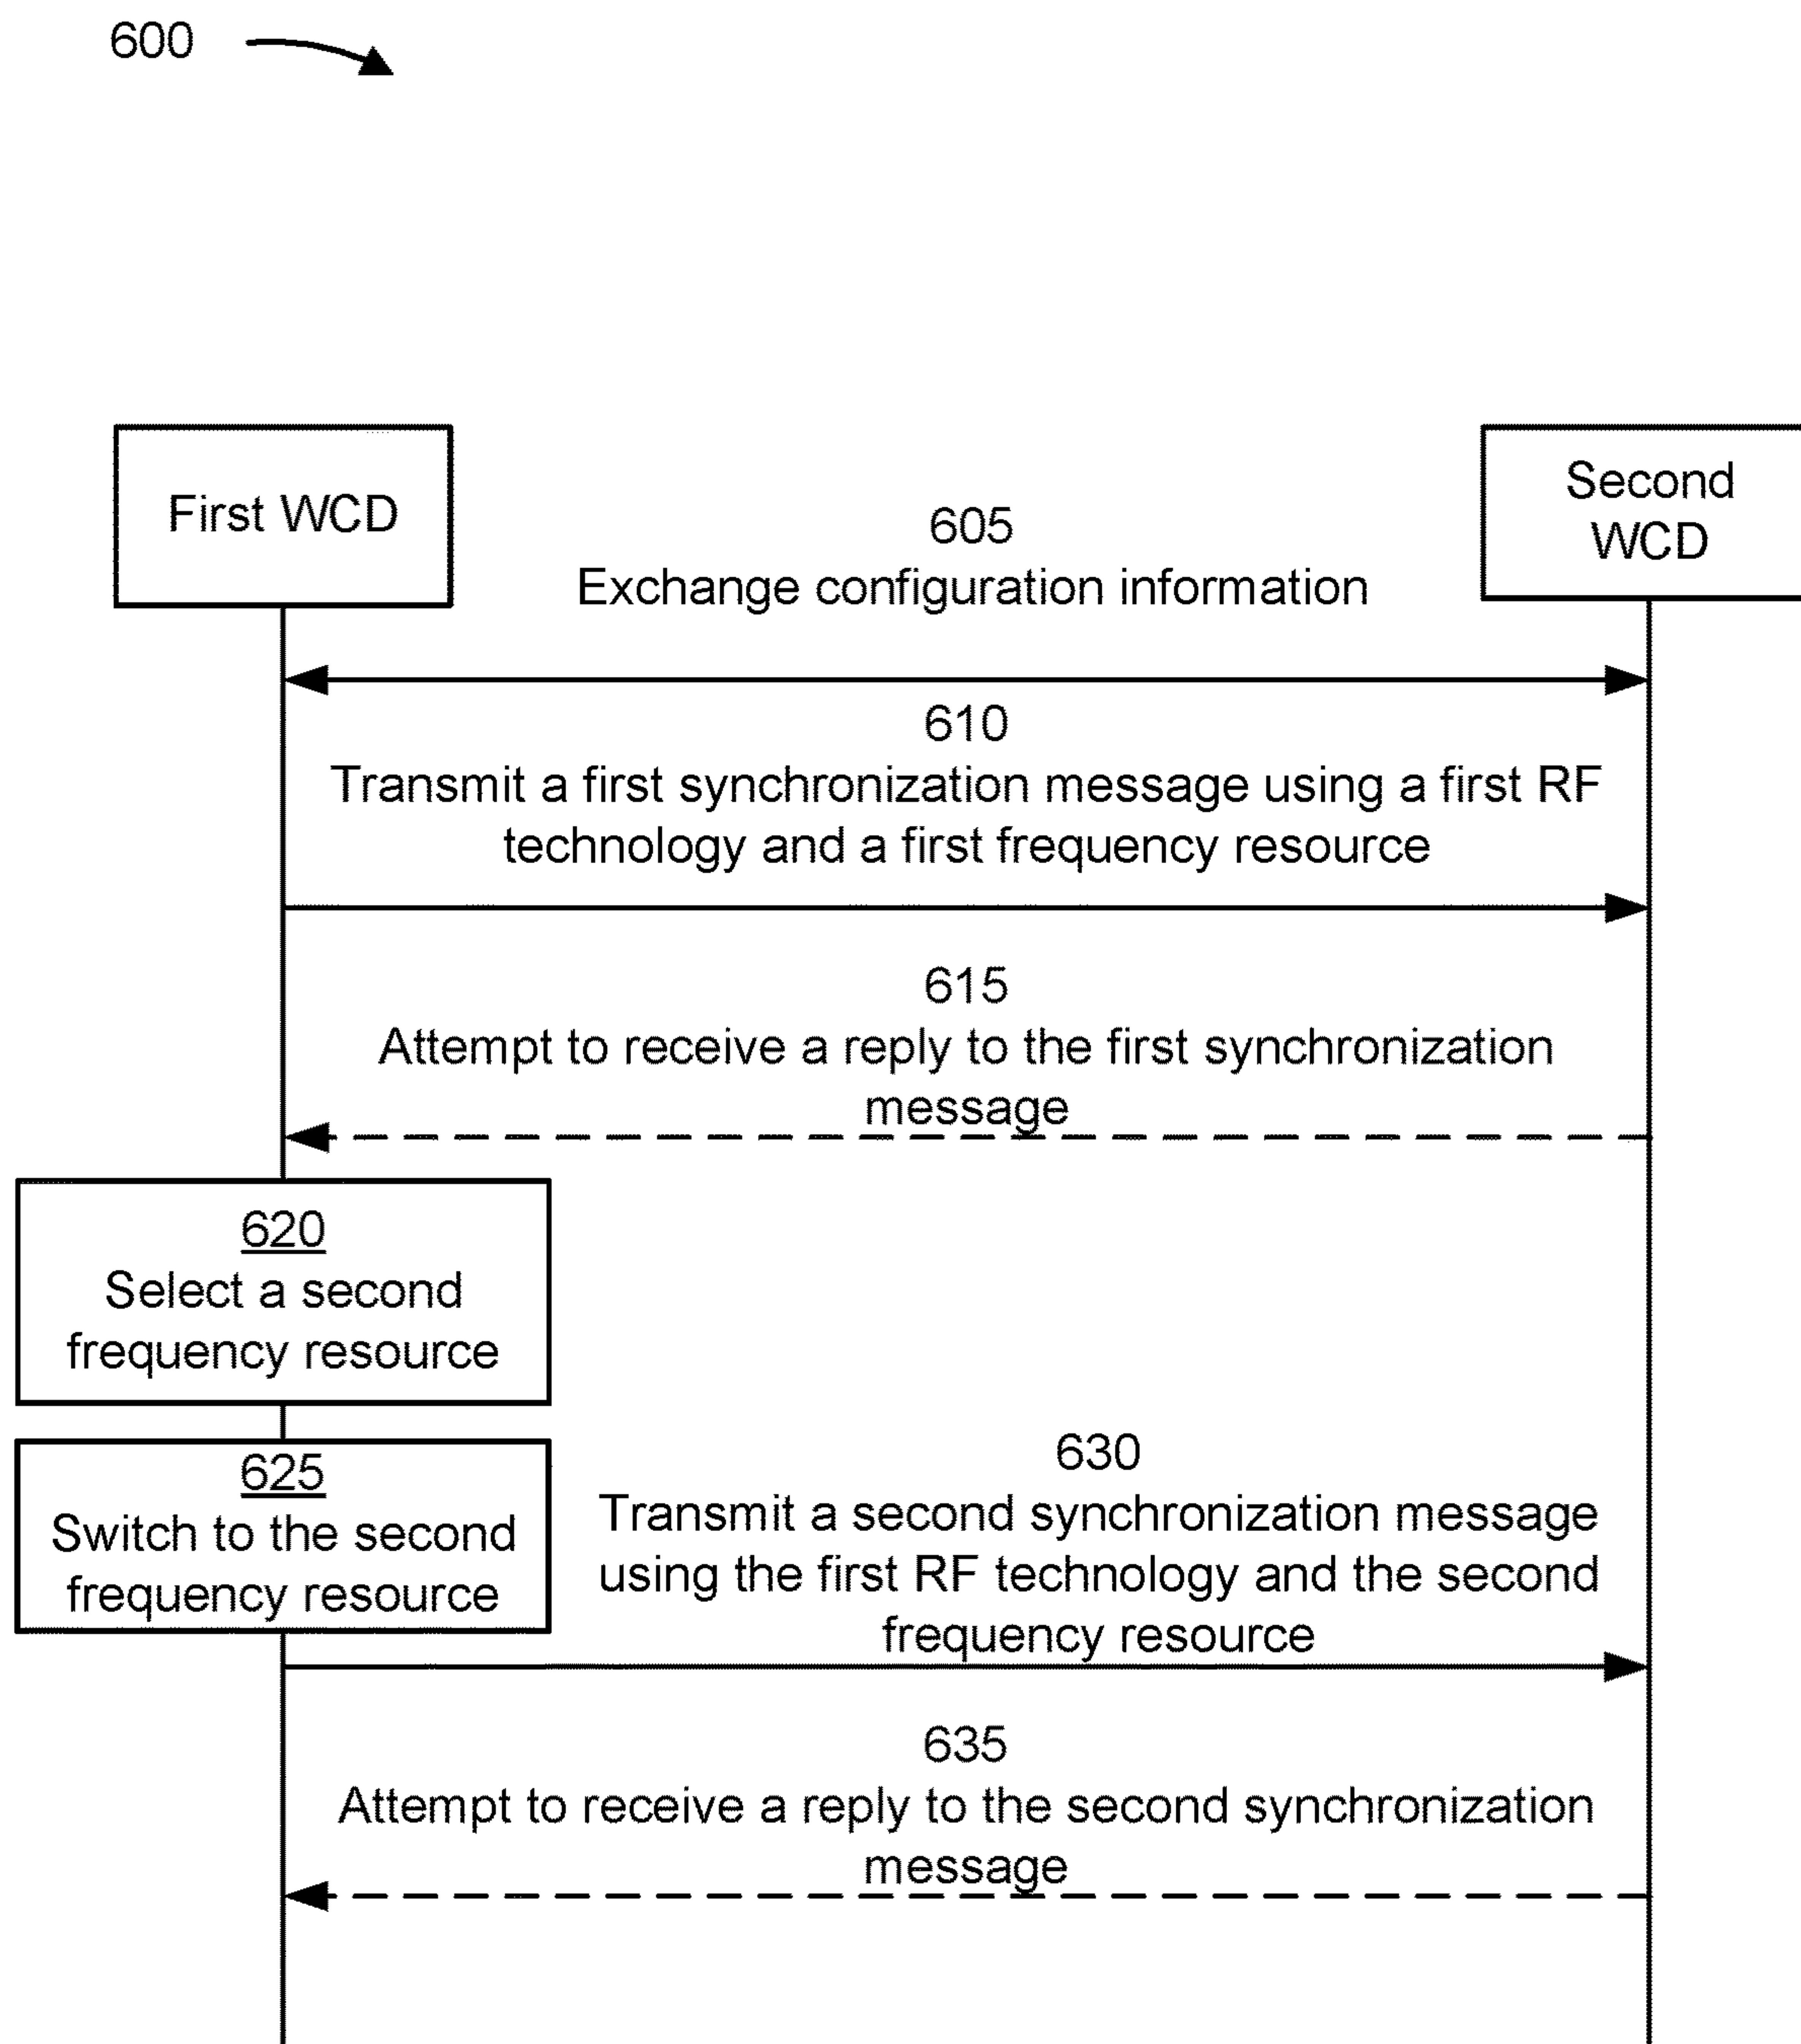 600
First WCD
Second
WCD
605
Exchange configuration information
610
Transmit a first synchronization message using a first RF
technology and a first frequency resource
615
Attempt to receive a reply to the first synchronization
message
620
Select a second
frequency resource
625
Switch to the second
frequency resource
630
Transmit a second synchronization message
using the first RF technology and the second
frequency resource
635
Attempt to receive a reply to the second synchronization
message